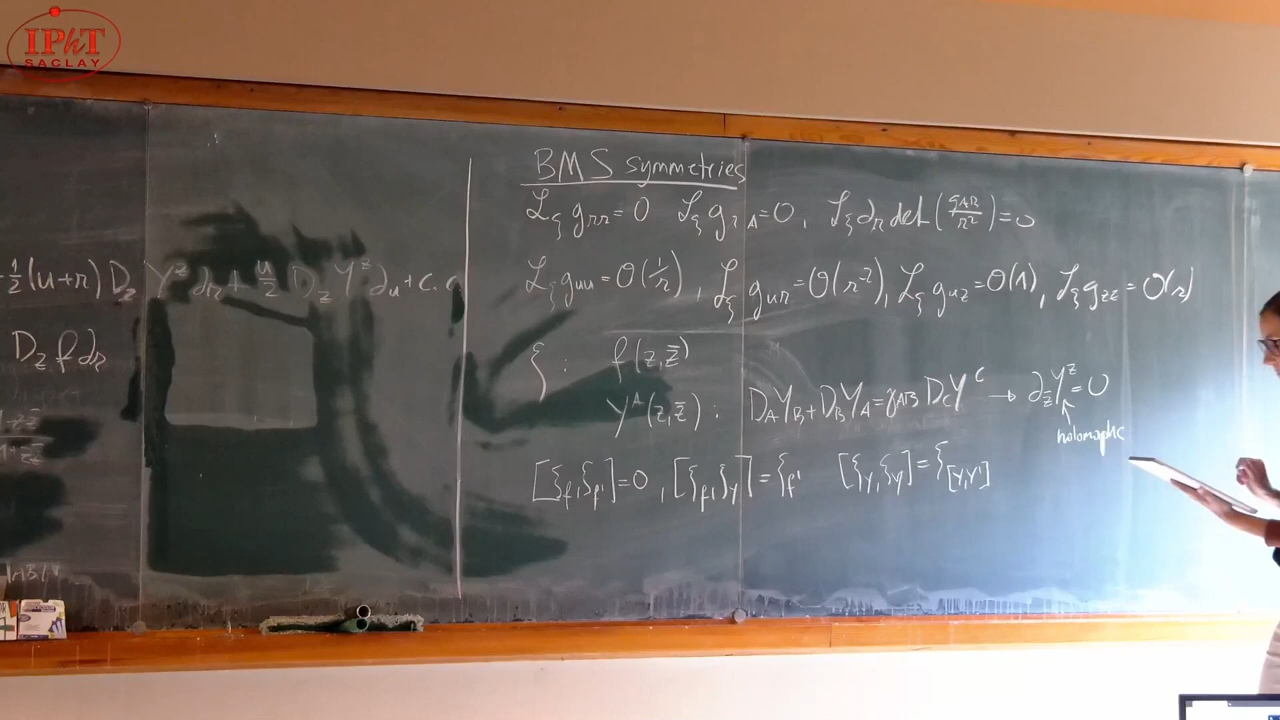 IPhT
SACLAY
½(u+r) D_z Y^z ∂_r + u/2 D_z Y^z ∂_u + c.c
D_z f ∂_r
BMS symmetries
ℒ_ξ g_rr = 0 ℒ_ξ g_rA = 0, ℒ_ξ ∂_r det(g_AB/r²) = 0
ℒ_ξ g_uu = O(1/r), ℒ_ξ g_ur = O(r^-2), ℒ_ξ g_uz = O(1), ℒ_ξ g_zz = O(r)
ξ: f(z, z̄)
Y^A(z, z̄): D_A Y_B + D_B Y_A = γ_AB D_C Y^C → ∂_z̄ Y^z = 0
holomophc
[ξ_f, ξ_f'] = 0, [ξ_f, ξ_Y] = ξ_f' [ξ_Y, ξ_Y'] = ξ_[Y,Y']